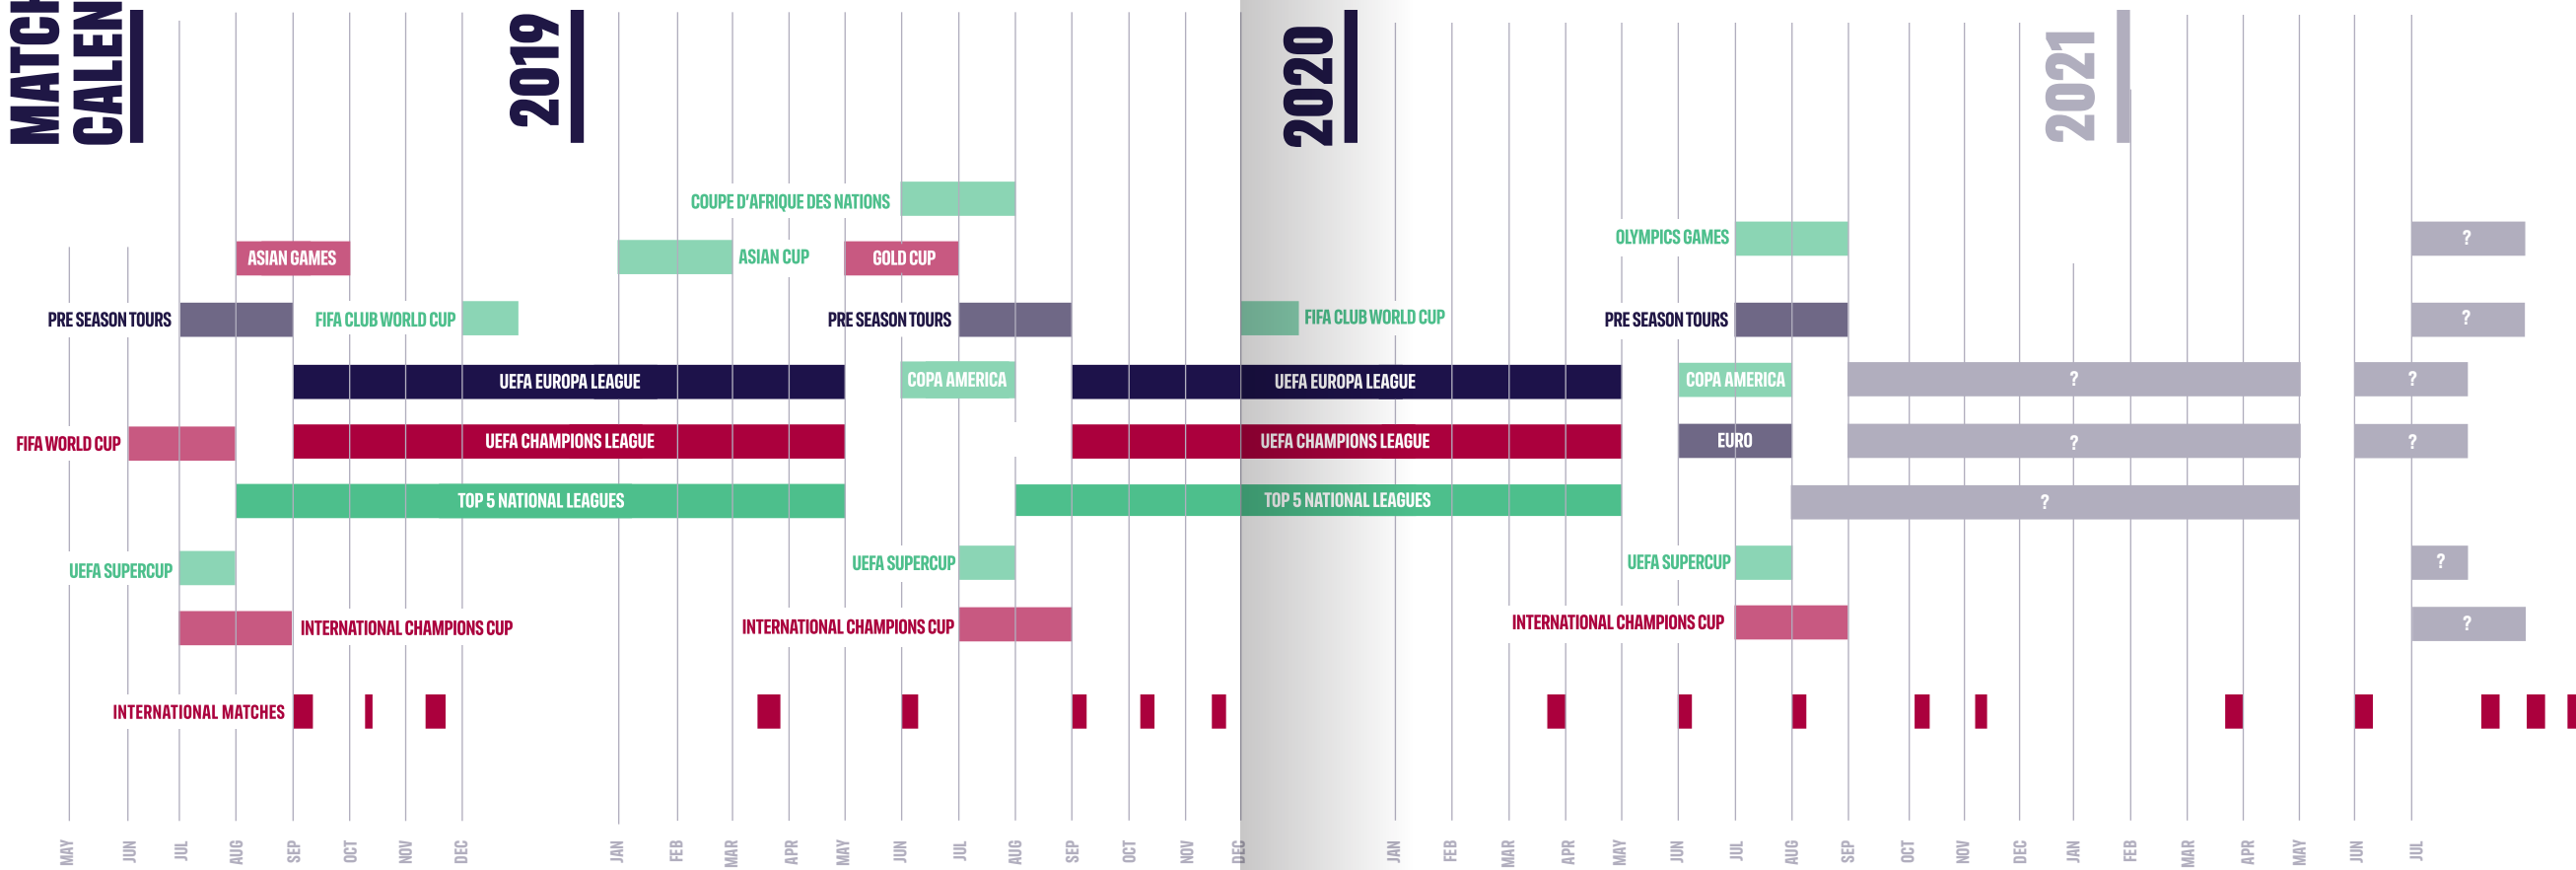 MATCH
CALEN
2019
2020
2021
COUPE D'AFRIQUE DES NATIONS
OLYMPICS GAMES
?
ASIAN GAMES
ASIAN CUP
GOLD CUP
PRE SEASON TOURS
FIFA CLUB WORLD CUP
PRE SEASON TOURS
FIFA CLUB WORLD CUP
PRE SEASON TOURS
?
UEFA EUROPA LEAGUE
COPA AMERICA
UEFA EUROPA LEAGUE
COPA AMERICA
?
?
FIFA WORLD CUP
UEFA CHAMPIONS LEAGUE
UEFA CHAMPIONS LEAGUE
EURO
?
?
TOP 5 NATIONAL LEAGUES
TOP 5 NATIONAL LEAGUES
?
UEFA SUPERCUP
UEFA SUPERCUP
UEFA SUPERCUP
?
INTERNATIONAL CHAMPIONS CUP
INTERNATIONAL CHAMPIONS CUP
INTERNATIONAL CHAMPIONS CUP
?
INTERNATIONAL MATCHES
MAY
JUN
JUL
AUG
SEP
OCT
NOV
DEC
JAN
FEB
MAR
APR
MAY
JUN
JUL
AUG
SEP
OCT
NOV
DEC
JAN
FEB
MAR
APR
MAY
JUN
JUL
AUG
SEP
OCT
NOV
DEC
JAN
FEB
MAR
APR
MAY
JUN
JUL